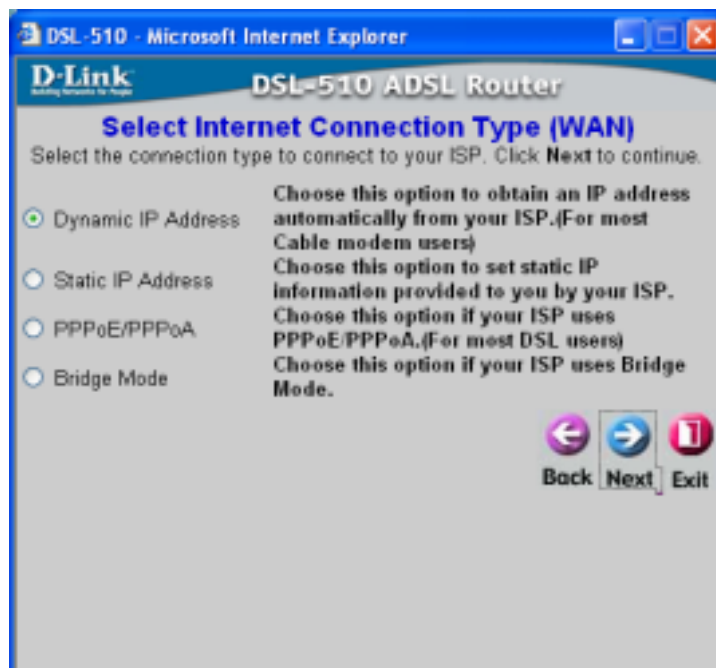 DSL-510 - Microsoft Internet Explorer
D-Link
Building Networks for People
DSL-510 ADSL Router
Select Internet Connection Type (WAN)
Select the connection type to connect to your ISP. Click Next to continue.
Dynamic IP Address
Choose this option to obtain an IP address
automatically from your ISP.(For most
Cable modem users)
Static IP Address
Choose this option to set static IP
information provided to you by your ISP.
PPPoE/PPPoA
Choose this option if your ISP uses
PPPoE/PPPoA.(For most DSL users)
Bridge Mode
Choose this option if your ISP uses Bridge
Mode.
Back Next Exit